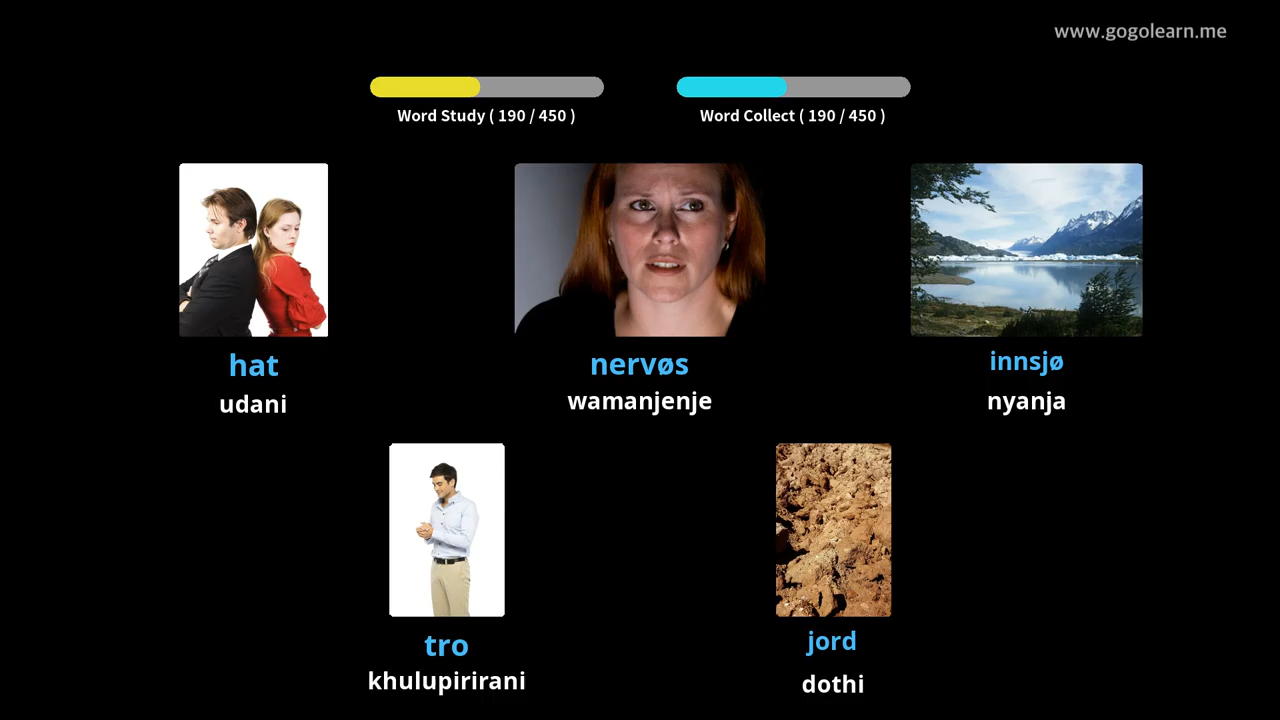 www.gogolearn.me
Word Study ( 190 / 450 )
Word Collect ( 190 / 450 )
hat
udani
nervøs
wamanjenje
innsjø
nyanja
tro
khulupirirani
jord
dothi